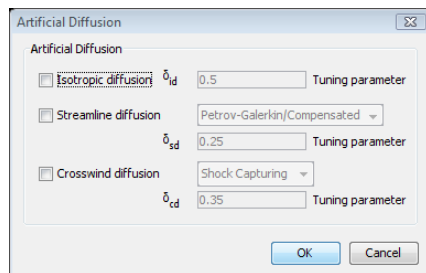 Artificial Diffusion
Artificial Diffusion
Isotropic diffusion δid 0.5 Tuning parameter
Streamline diffusion Petrov-Galerkin/Compensated
δsd 0.25 Tuning parameter
Crosswind diffusion Shock Capturing
δcd 0.35 Tuning parameter
OK Cancel